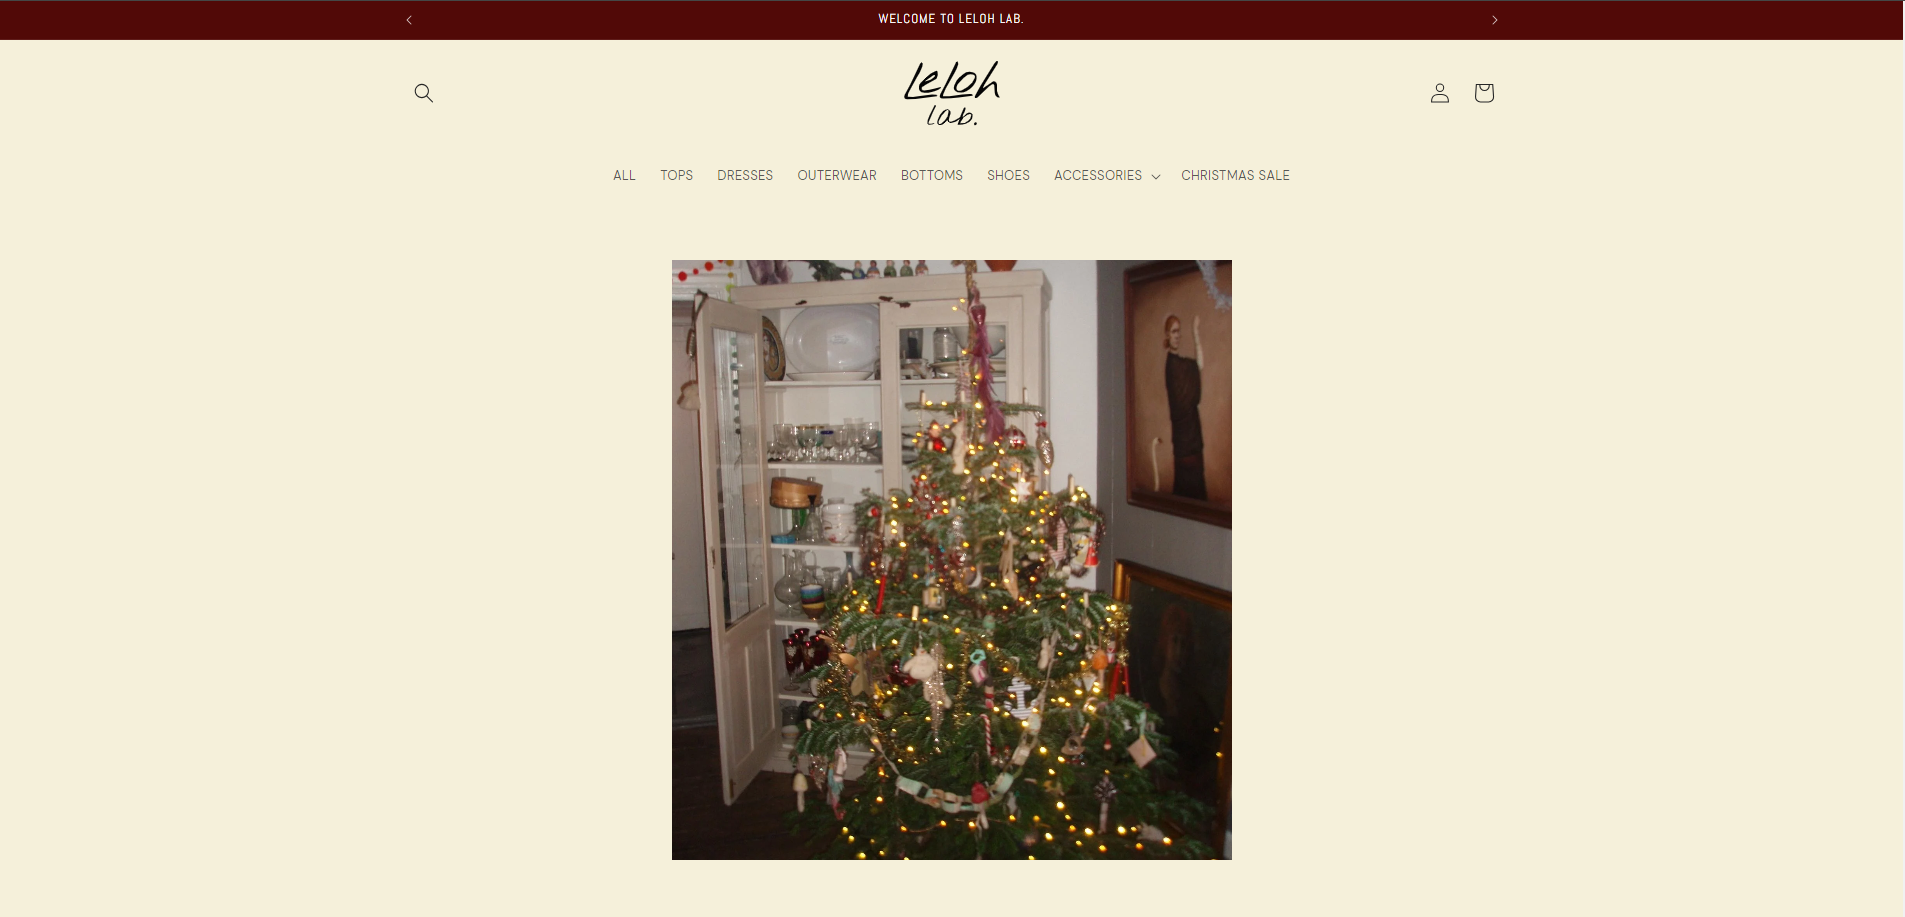 WELCOME TO LELOH LAB.
LeLoh
lab.
ALL TOPS DRESSES OUTERWEAR BOTTOMS SHOES ACCESSORIES CHRISTMAS SALE